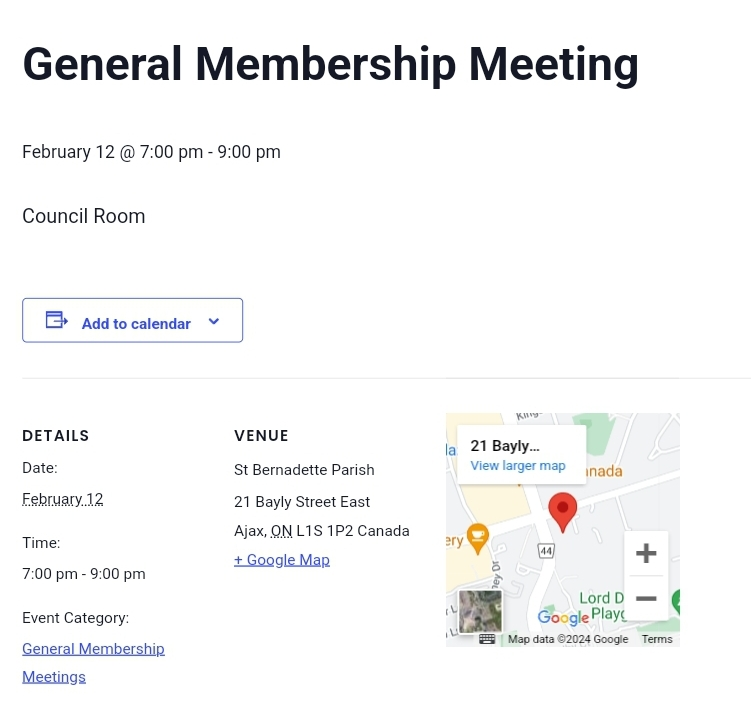 General Membership Meeting
February 12 @ 7:00 pm - 9:00 pm
Council Room
Add to calendar
DETAILS
Date:
February 12
Time:
7:00 pm - 9:00 pm
Event Category:
General Membership
Meetings
VENUE
St Bernadette Parish
21 Bayly Street East
Ajax, ON L1S 1P2 Canada
+ Google Map
21 Bayly...
View larger map
anada
ery
44
ney Dr
Lord D
Playg
Google
Map data ©2024 Google
Terms